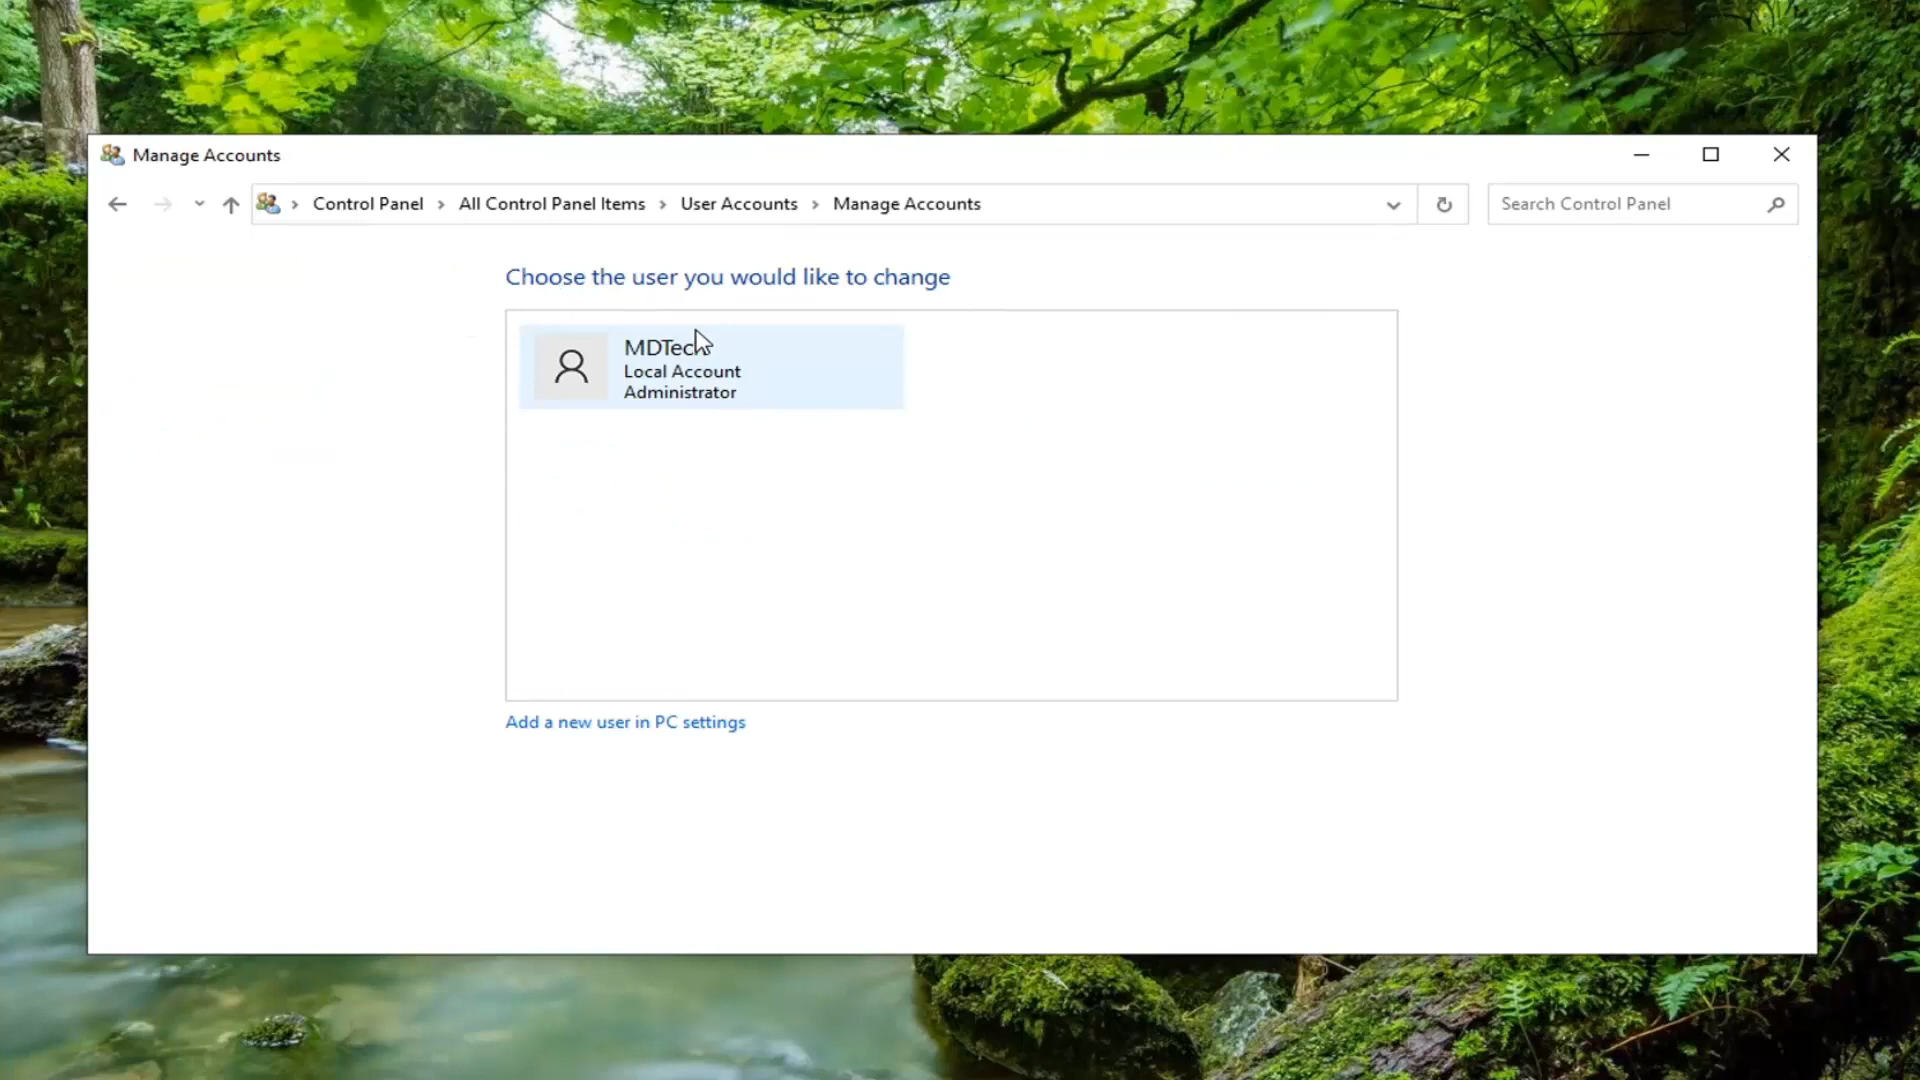 Manage Accounts
Control Panel > All Control Panel Items > User Accounts > Manage Accounts
Search Control Panel
Choose the user you would like to change
MDTech
Local Account
Administrator
Add a new user in PC settings